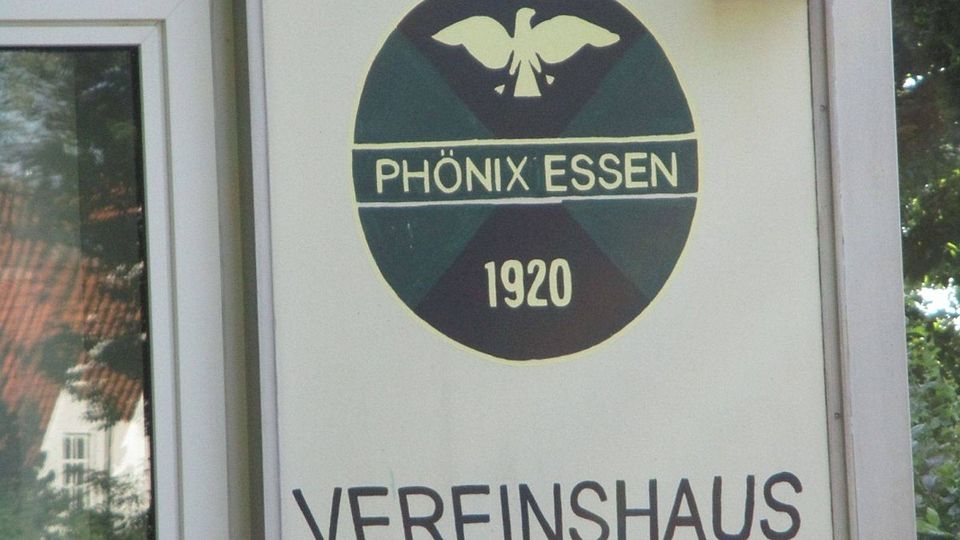 PHÖNIX ESSEN
1920
VEREINSHAUS